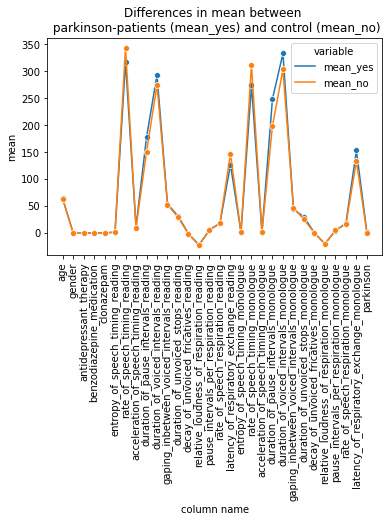 Differences in mean between
parkinson-patients (mean_yes) and control (mean_no)
variable
mean_yes
mean_no
350
300
250
200
150
100
50
0
mean
age
gender
antidepressant_therapy
benzodiazepine_medication
clonazepam
entropy_of_speech_timing_reading
rate_of_speech_timing_reading
acceleration_of_speech_timing_reading
duration_of_pause_intervals_reading
duration_of_voiced_intervals_reading
gaping_inbetween_voiced_intervals_reading
duration_of_unvoiced_stops_reading
decay_of_unvoiced_fricatives_reading
relative_loudness_of_respiration_reading
pause_intervals_per_respiration_reading
rate_of_speech_respiration_reading
latency_of_respiratory_exchange_reading
entropy_of_speech_timing_monologue
rate_of_speech_timing_monologue
acceleration_of_speech_timing_monologue
duration_of_pause_intervals_monologue
duration_of_voiced_intervals_monologue
gaping_inbetween_voiced_intervals_monologue
duration_of_unvoiced_stops_monologue
decay_of_unvoiced_fricatives_monologue
relative_loudness_of_respiration_monologue
pause_intervals_per_respiration_monologue
rate_of_speech_respiration_monologue
latency_of_respiratory_exchange_monologue
parkinson
column name